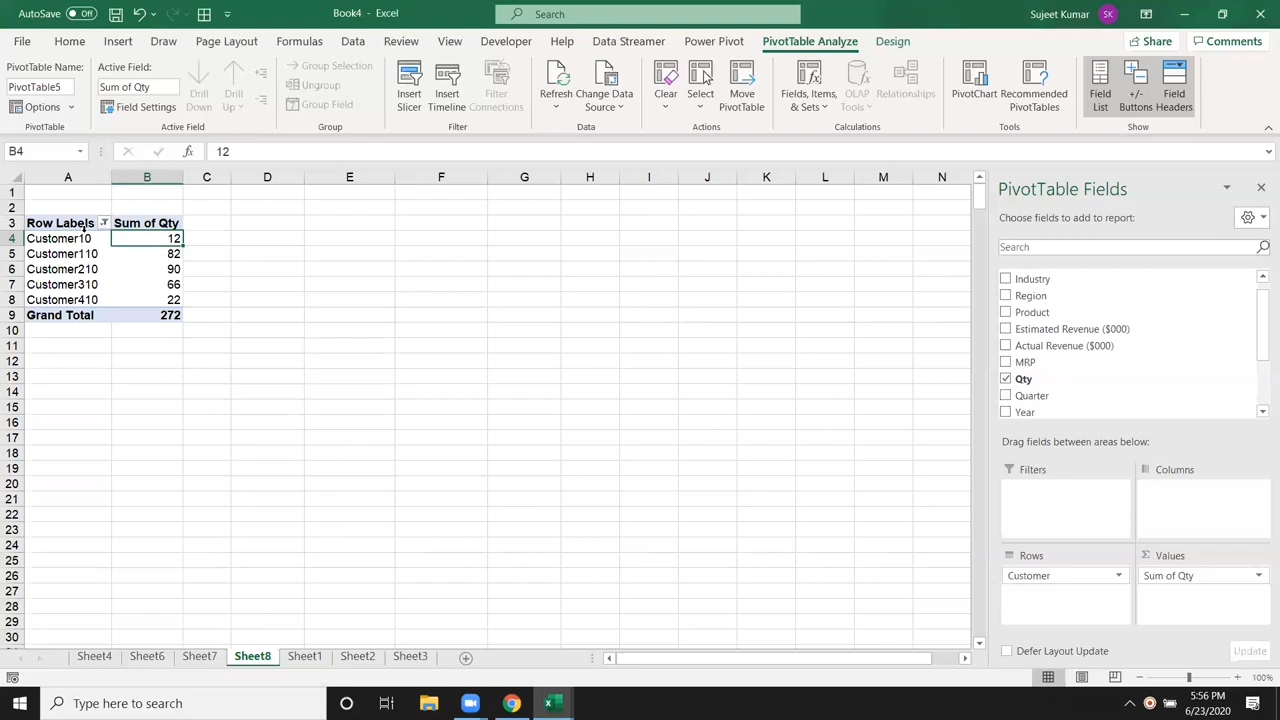 AutoSave Off Book4 - Excel Search Sujeet Kumar SK
File Home Insert Draw Page Layout Formulas Data Review View Developer Help Data Streamer Power Pivot PivotTable Analyze Design Share Comments
PivotTable Name:
PivotTable5
Options
PivotTable
Active Field:
Sum of Qty
Field Settings
Drill Down
Drill Up
Active Field
Group Selection
Ungroup
Group Field
Group
Insert Slicer
Insert Timeline
Filter Connections
Filter
Refresh
Change Data Source
Data
Clear
Select
Move PivotTable
Actions
Fields, Items, & Sets
OLAP Tools
Relationships
Calculations
PivotChart
Recommended PivotTables
Tools
Field List
+/- Buttons
Field Headers
Show
B4 fx 12
A B C D E F G H I J K L M N
1
2
3 Row Labels Sum of Qty
4 Customer10 12
5 Customer110 82
6 Customer210 90
7 Customer310 66
8 Customer410 22
9 Grand Total 272
10
11
12
13
14
15
16
17
18
19
20
21
22
23
24
25
26
27
28
29
30
PivotTable Fields
Choose fields to add to report:
Search
Industry
Region
Product
Estimated Revenue ($000)
Actual Revenue ($000)
MRP
Qty
Quarter
Year
Drag fields between areas below:
Filters Columns
Rows Σ Values
Customer Sum of Qty
Defer Layout Update Update
Sheet4 Sheet6 Sheet7 Sheet8 Sheet1 Sheet2 Sheet3
100%
Type here to search
5:56 PM
6/23/2020